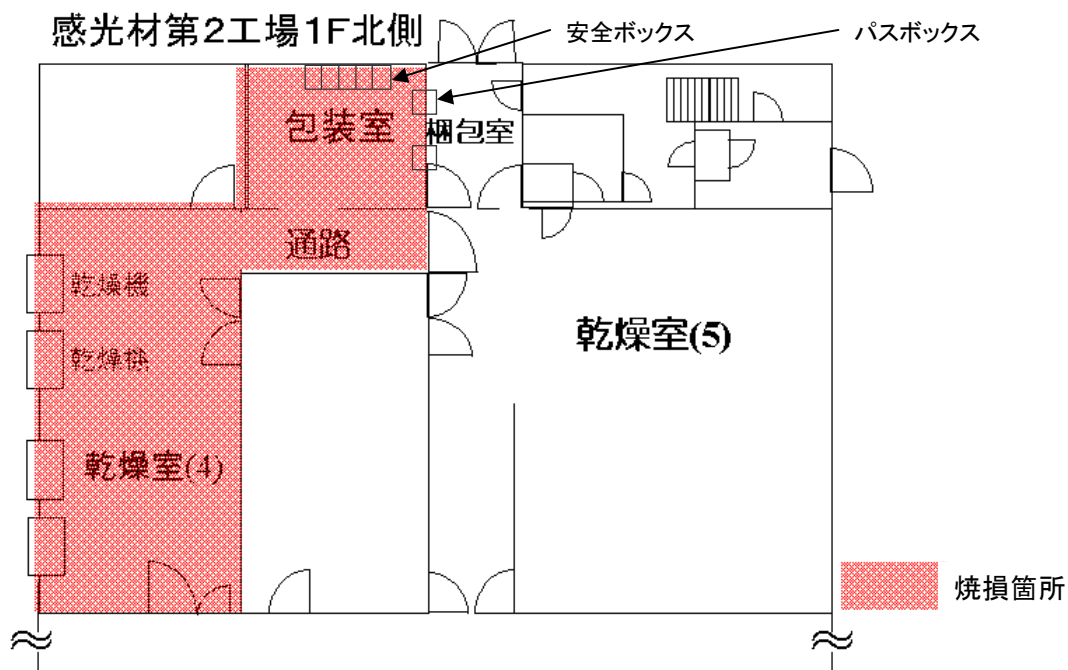 感光材第2工場1F北側
安全ボックス
パスボックス
包装室
梱包室
通路
乾燥機
乾燥機
乾燥室(5)
乾燥室(4)
焼損箇所